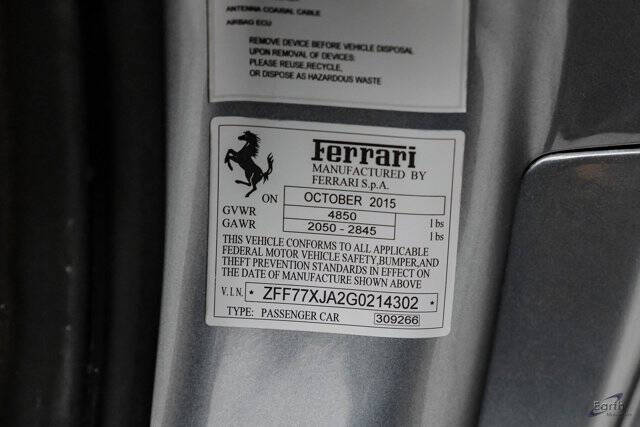 ANTENNA COAXIAL CABLE
AIRBAG ECU
REMOVE DEVICE BEFORE VEHICLE DISPOSAL
UPON REMOVAL OF DEVICES:
PLEASE REUSE,RECYCLE,
OR DISPOSE AS HAZARDOUS WASTE
Ferrari
MANUFACTURED BY
FERRARI S.p.A.
ON OCTOBER 2015
GVWR 4850 lbs
GAWR 2050 - 2845 lbs
THIS VEHICLE CONFORMS TO ALL APPLICABLE
FEDERAL MOTOR VEHICLE SAFETY,BUMPER,AND
THEFT PREVENTION STANDARDS IN EFFECT ON
THE DATE OF MANUFACTURE SHOWN ABOVE
V.I.N. * ZFF77XJA2G0214302 *
TYPE: PASSENGER CAR 309266
Earth